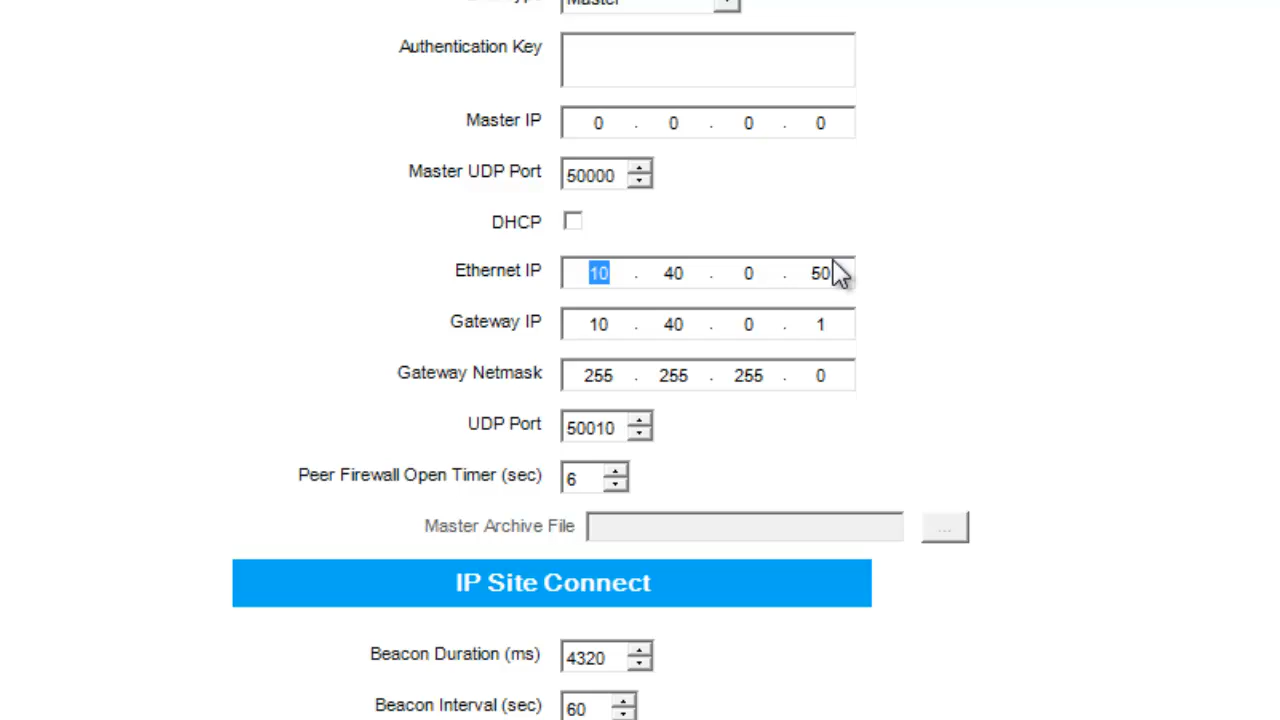 Master
Authentication Key
Master IP 0 . 0 . 0 . 0
Master UDP Port 50000
DHCP
Ethernet IP 10 . 40 . 0 . 50
Gateway IP 10 . 40 . 0 . 1
Gateway Netmask 255 . 255 . 255 . 0
UDP Port 50010
Peer Firewall Open Timer (sec) 6
Master Archive File ...
IP Site Connect
Beacon Duration (ms) 4320
Beacon Interval (sec) 60